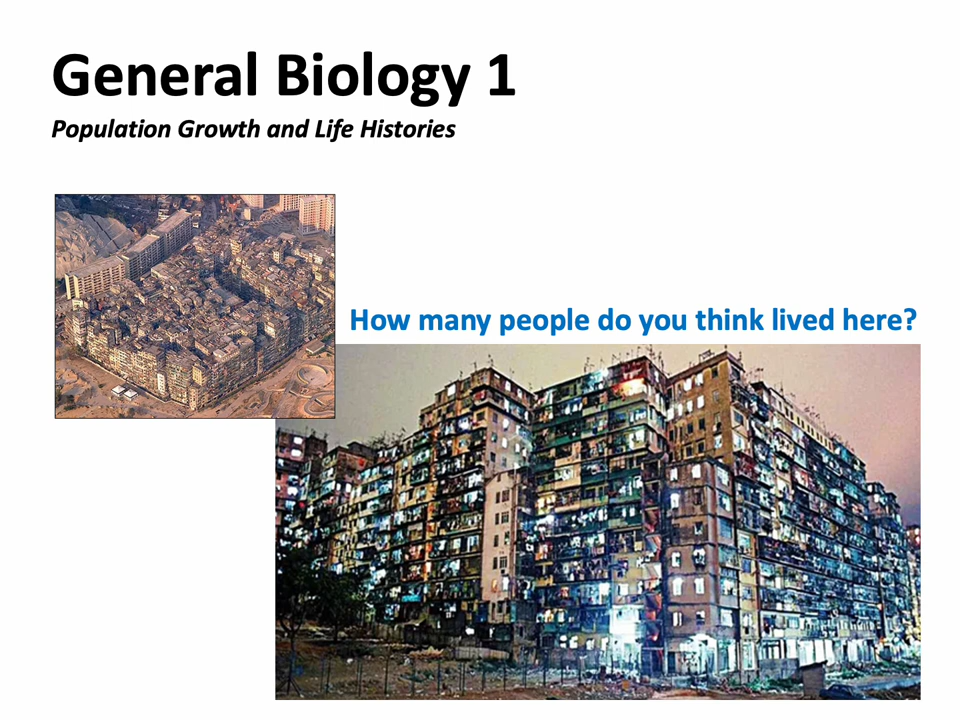 General Biology 1
Population Growth and Life Histories
How many people do you think lived here?